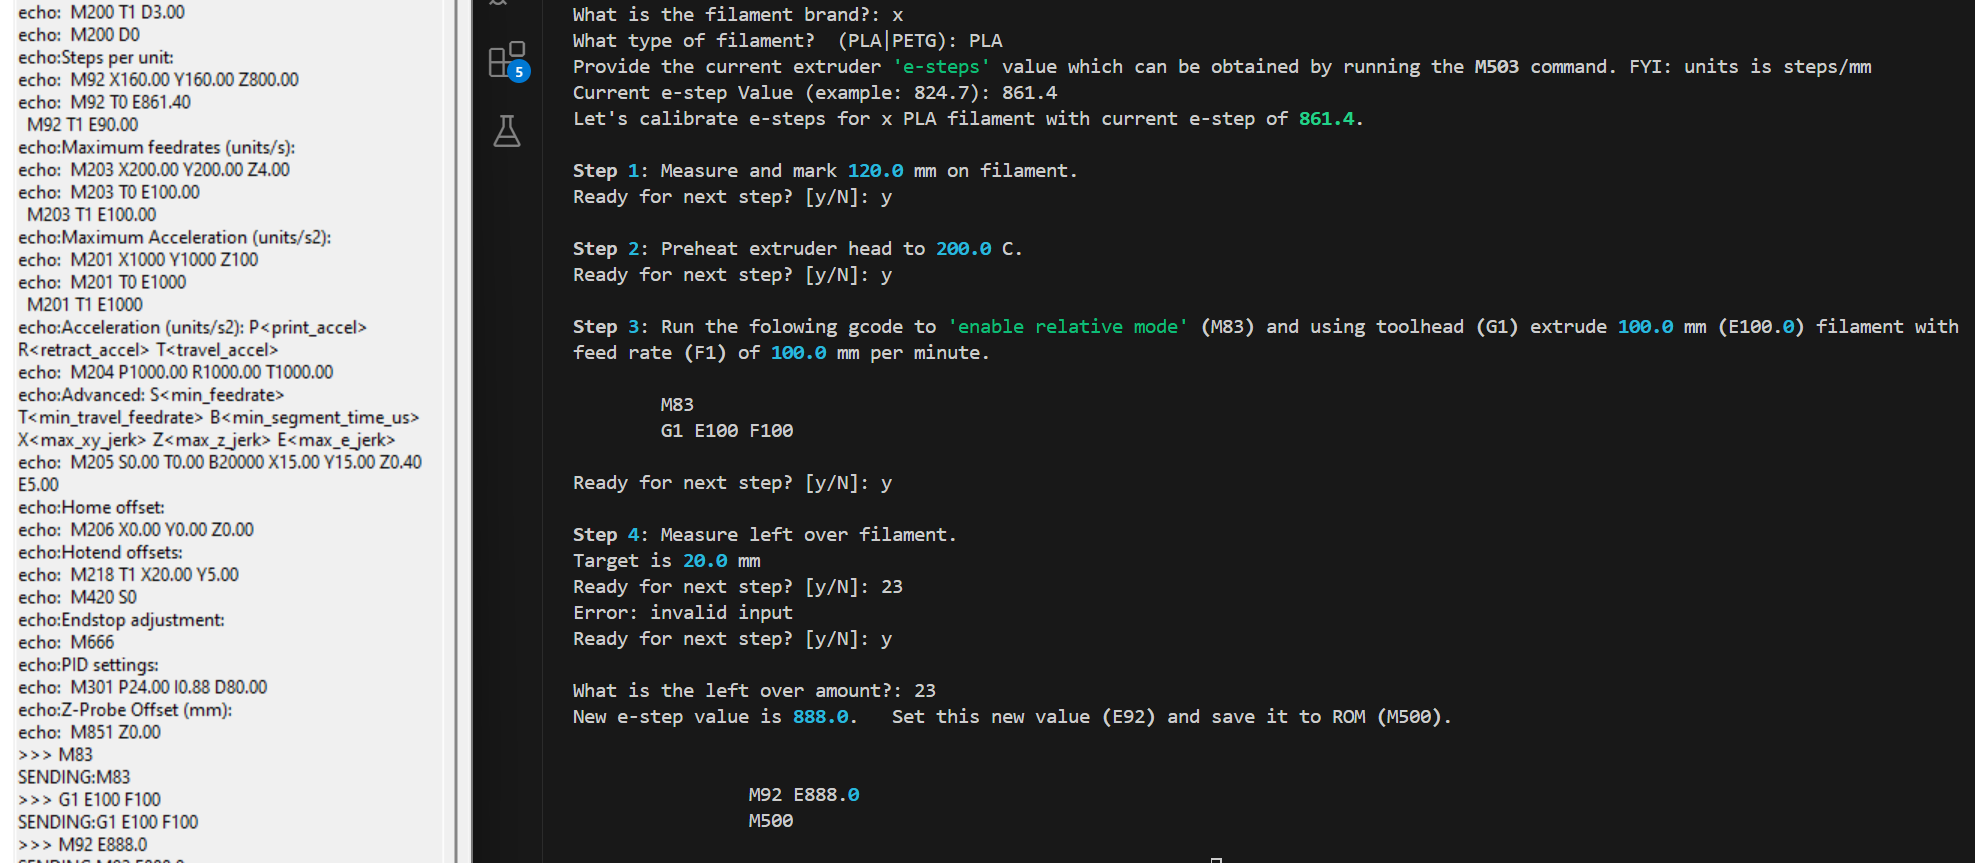 echo:  M200 T1 D3.00
echo:  M200 D0
echo:Steps per unit:
echo:  M92 X160.00 Y160.00 Z800.00
echo:  M92 T0 E861.40
M92 T1 E90.00
echo:Maximum feedrates (units/s):
echo:  M203 X200.00 Y200.00 Z4.00
echo:  M203 T0 E100.00
M203 T1 E100.00
echo:Maximum Acceleration (units/s2):
echo:  M201 X1000 Y1000 Z100
echo:  M201 T0 E1000
M201 T1 E1000
echo:Acceleration (units/s2): P<print_accel>
R<retract_accel> T<travel_accel>
echo:  M204 P1000.00 R1000.00 T1000.00
echo:Advanced: S<min_feedrate>
T<min_travel_feedrate> B<min_segment_time_us>
X<max_xy_jerk> Z<max_z_jerk> E<max_e_jerk>
echo:  M205 S0.00 T0.00 B20000 X15.00 Y15.00 Z0.40
E5.00
echo:Home offset:
echo:  M206 X0.00 Y0.00 Z0.00
echo:Hotend offsets:
echo:  M218 T1 X20.00 Y5.00
echo:  M420 S0
echo:Endstop adjustment:
echo:  M666
echo:PID settings:
echo:  M301 P24.00 I0.88 D80.00
echo:Z-Probe Offset (mm):
echo:  M851 Z0.00
>>> M83
SENDING:M83
>>> G1 E100 F100
SENDING:G1 E100 F100
>>> M92 E888.0
5
What is the filament brand?: x
What type of filament?  (PLA|PETG): PLA
Provide the current extruder 'e-steps' value which can be obtained by running the M503 command. FYI: units is steps/mm
Current e-step Value (example: 824.7): 861.4
Let's calibrate e-steps for x PLA filament with current e-step of 861.4.
Step 1: Measure and mark 120.0 mm on filament.
Ready for next step? [y/N]: y
Step 2: Preheat extruder head to 200.0 C.
Ready for next step? [y/N]: y
Step 3: Run the folowing gcode to 'enable relative mode' (M83) and using toolhead (G1) extrude 100.0 mm (E100.0) filament with
feed rate (F1) of 100.0 mm per minute.
M83
G1 E100 F100
Ready for next step? [y/N]: y
Step 4: Measure left over filament.
Target is 20.0 mm
Ready for next step? [y/N]: 23
Error: invalid input
Ready for next step? [y/N]: y
What is the left over amount?: 23
New e-step value is 888.0.   Set this new value (E92) and save it to ROM (M500).
M92 E888.0
M500